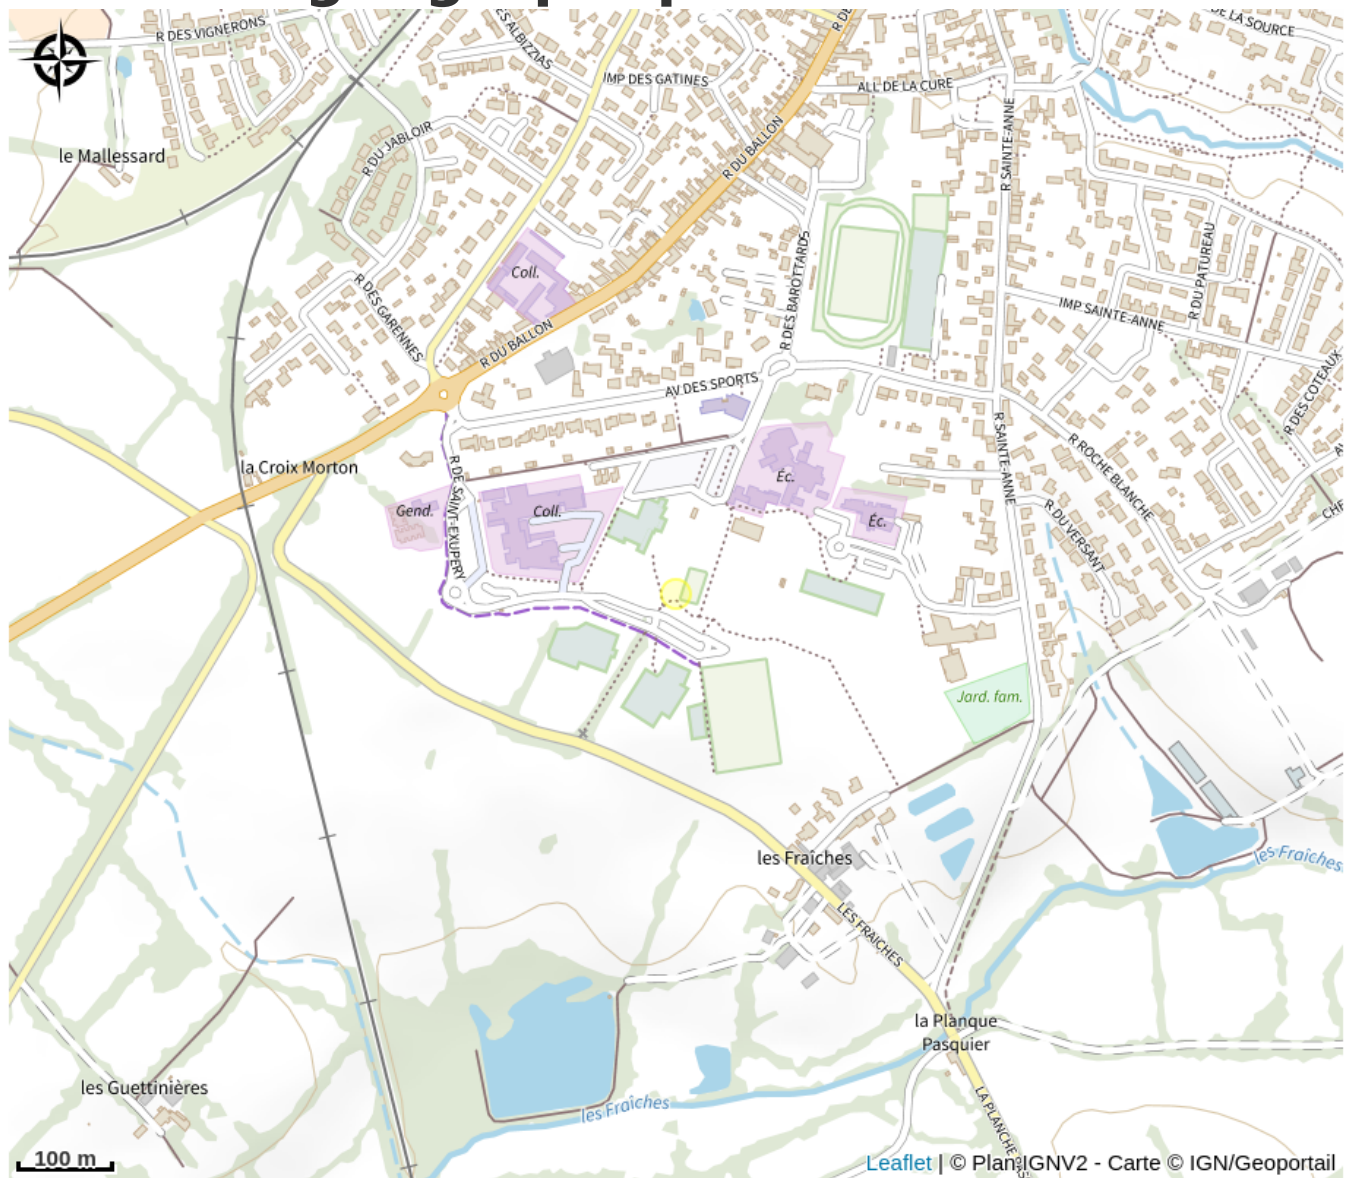 R DES VIGNERONS
ES ALBIZZIAS
R DE
DE LA SOURCE
IMP DES GATINES
ALL DE LA CURE
le Mallessard
R DU JABLOIR
R DU BALLON
R SAINTE-ANNE
Coll.
R DES BAROTTARDS
R DU PATUREAU
R DES GARENNES
IMP SAINTE-ANNE
R DU BALLON
R DES COTEAUX
AV DES SPORTS
la Croix Morton
R DE SAINT-EXUPERY
R SAINTE-ANNE
R ROCHE BLANCHE
Éc.
Gend.
Coll.
Éc.
R DU VERSANT
CHE
Jard. fam.
les Fraîches
les Fraîches
LES FRAICHES
la Planque
Pasquier
les Guettinières
les Fraîches
LA PLANCHE
100 m
Leaflet | © PlanIGNV2 - Carte © IGN/Geoportail